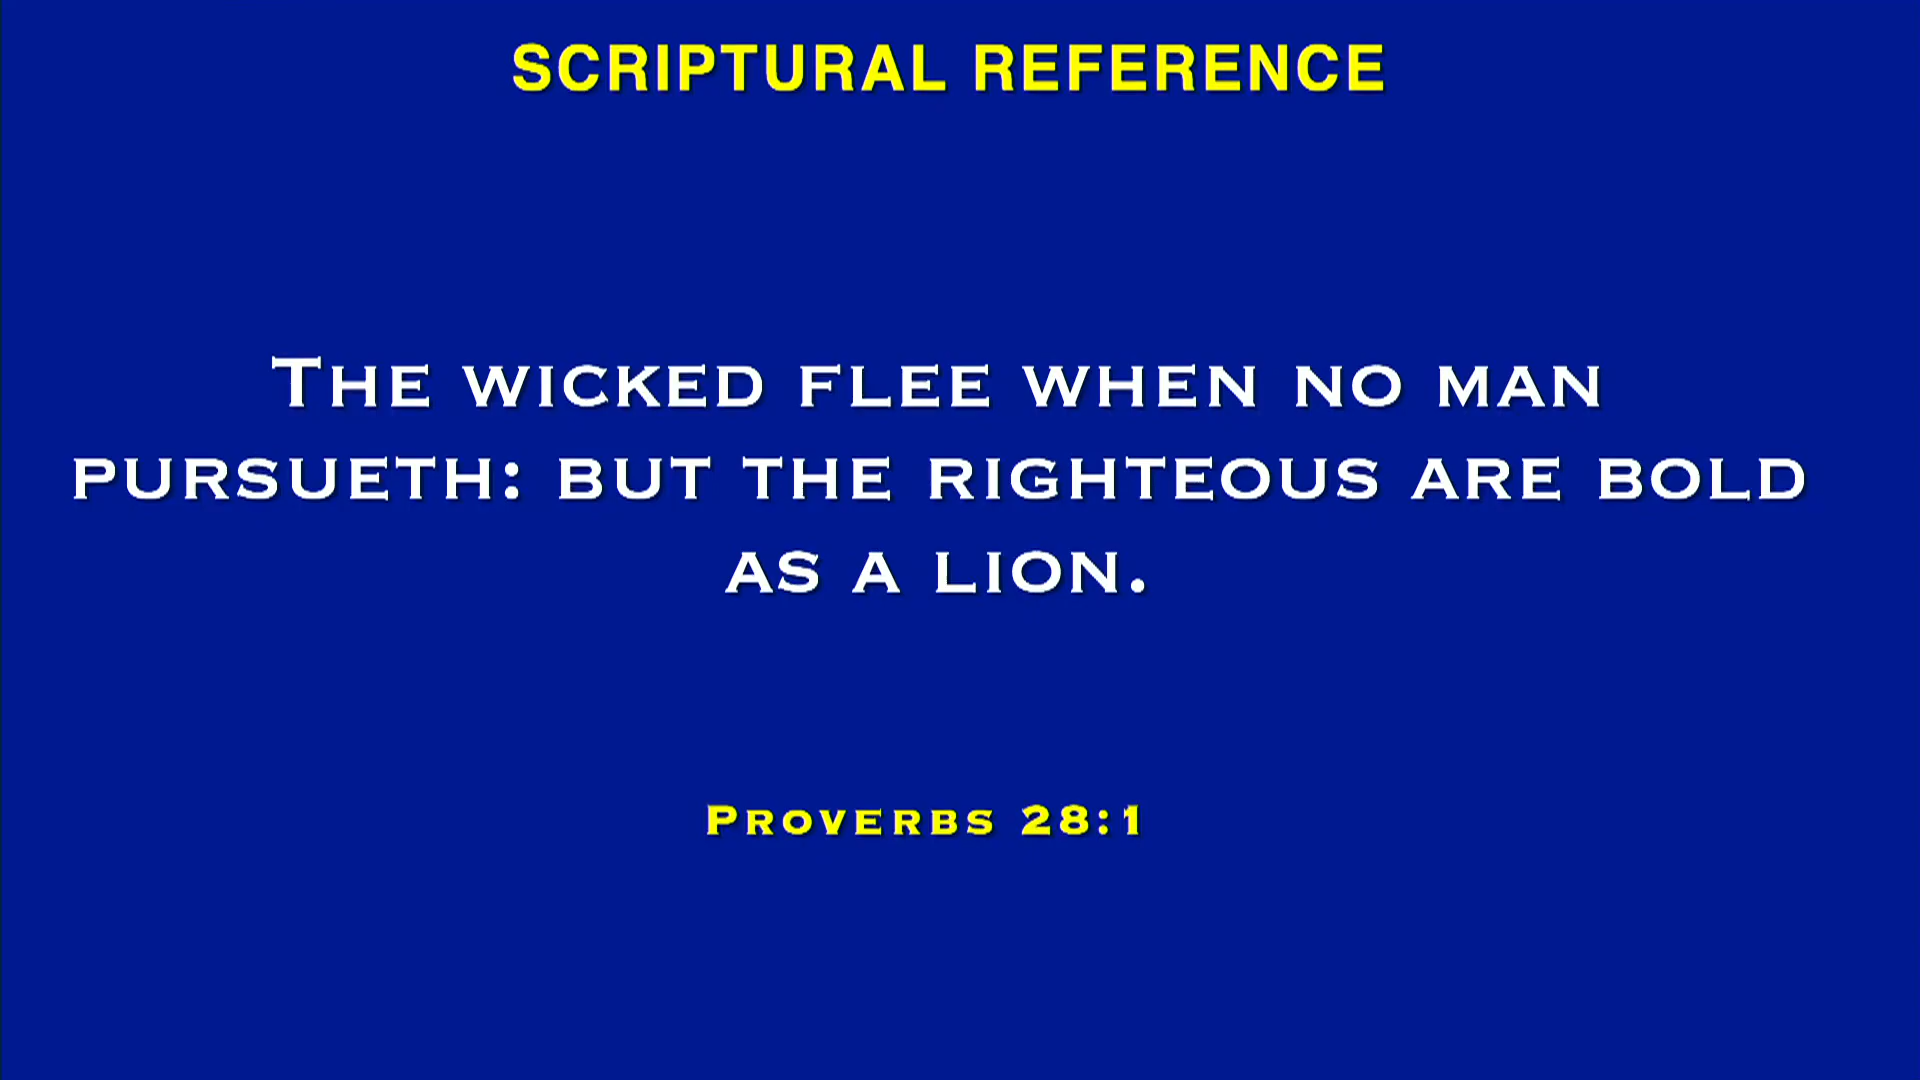 SCRIPTURAL REFERENCE
The wicked flee when no man
pursueth: but the righteous are bold
as a lion.
Proverbs 28:1